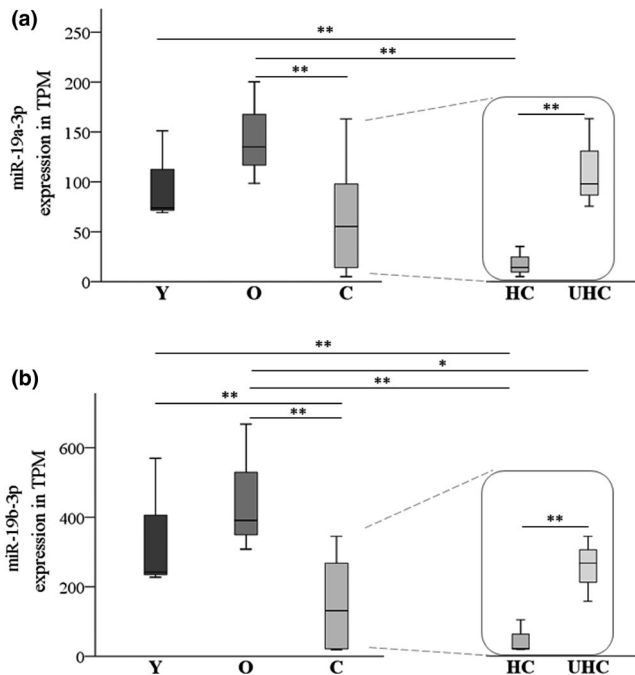 (a)
**
**
**
**
miR-19a-3p
expression in TPM
250
200
150
100
50
0
Y O C HC UHC
(b)
**
*
**
**
**
**
miR-19b-3p
expression in TPM
600
400
200
0
Y O C HC UHC